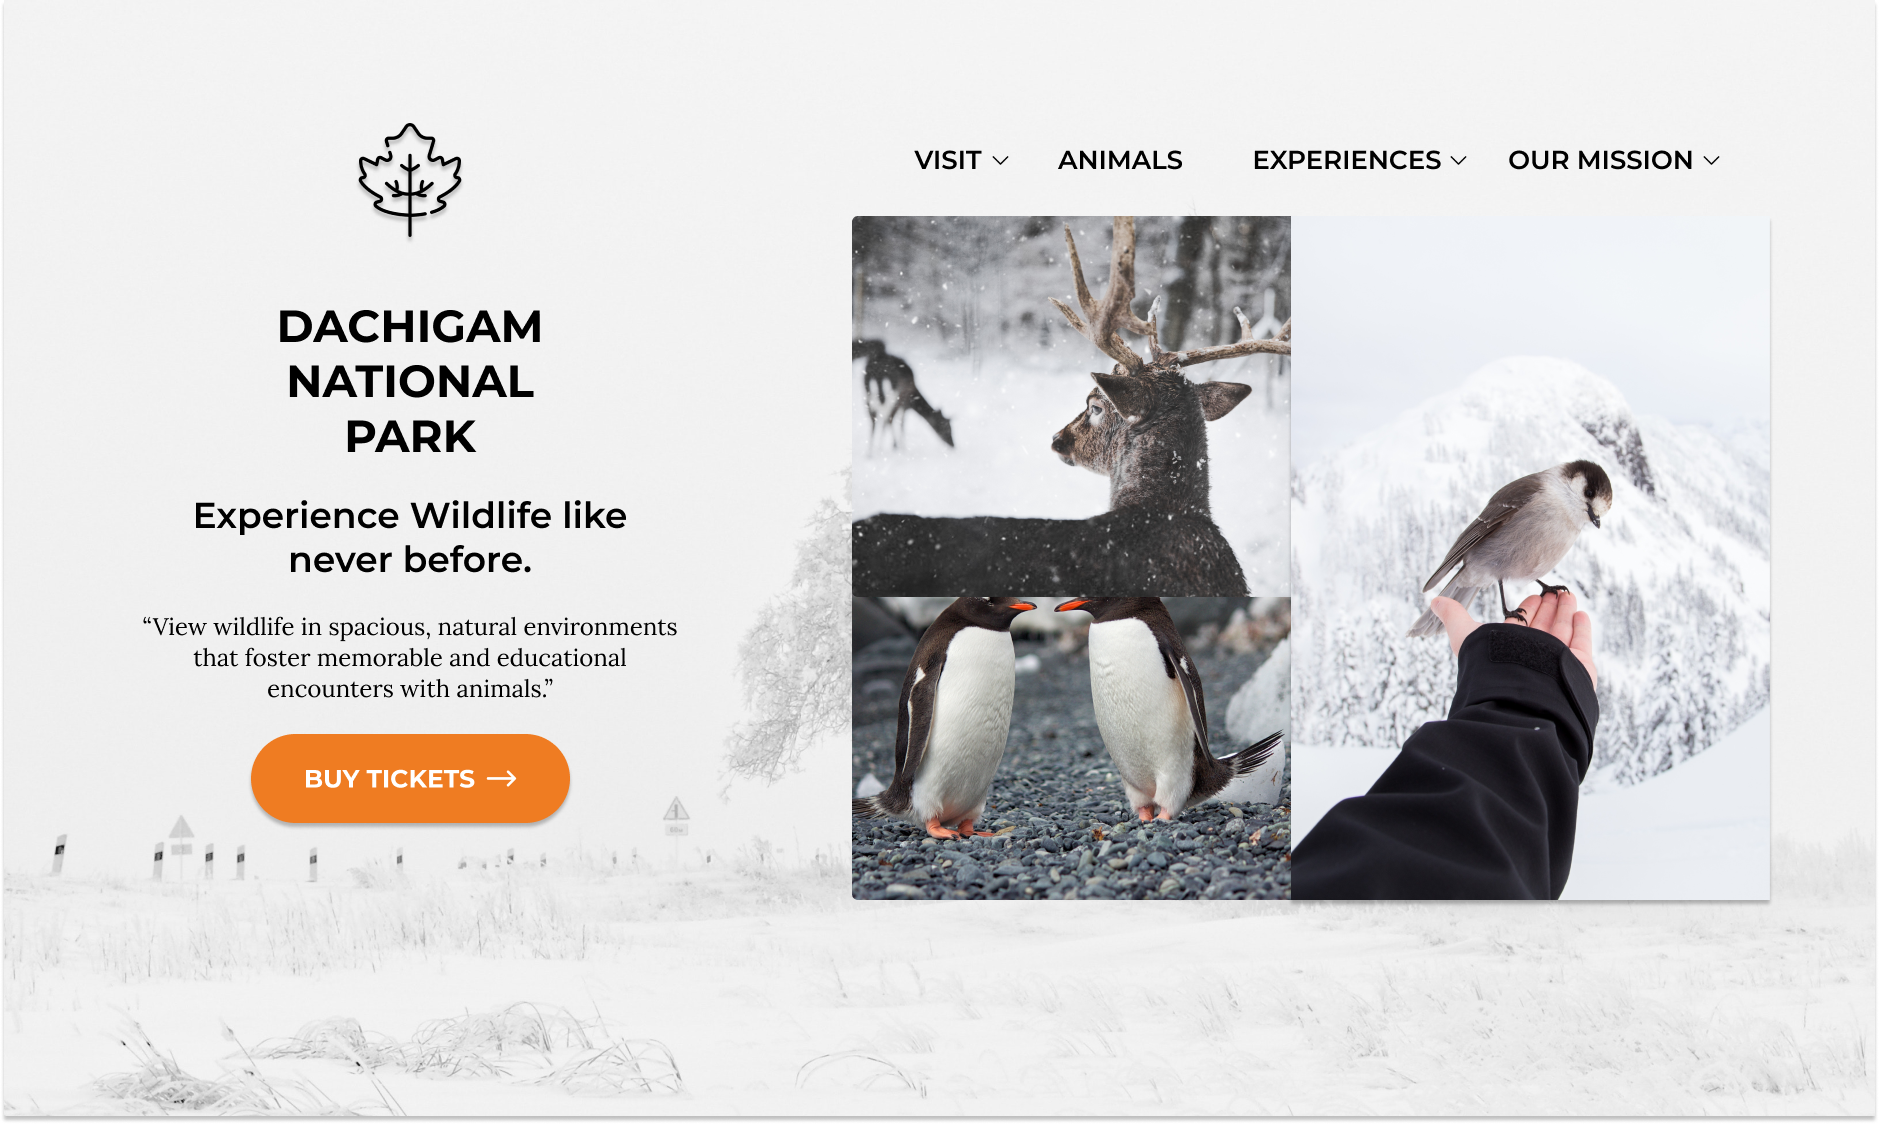 VISIT
ANIMALS
EXPERIENCES
OUR MISSION
DACHIGAM
NATIONAL
PARK
Experience Wildlife like
never before.
“View wildlife in spacious, natural environments
that foster memorable and educational
encounters with animals.”
BUY TICKETS